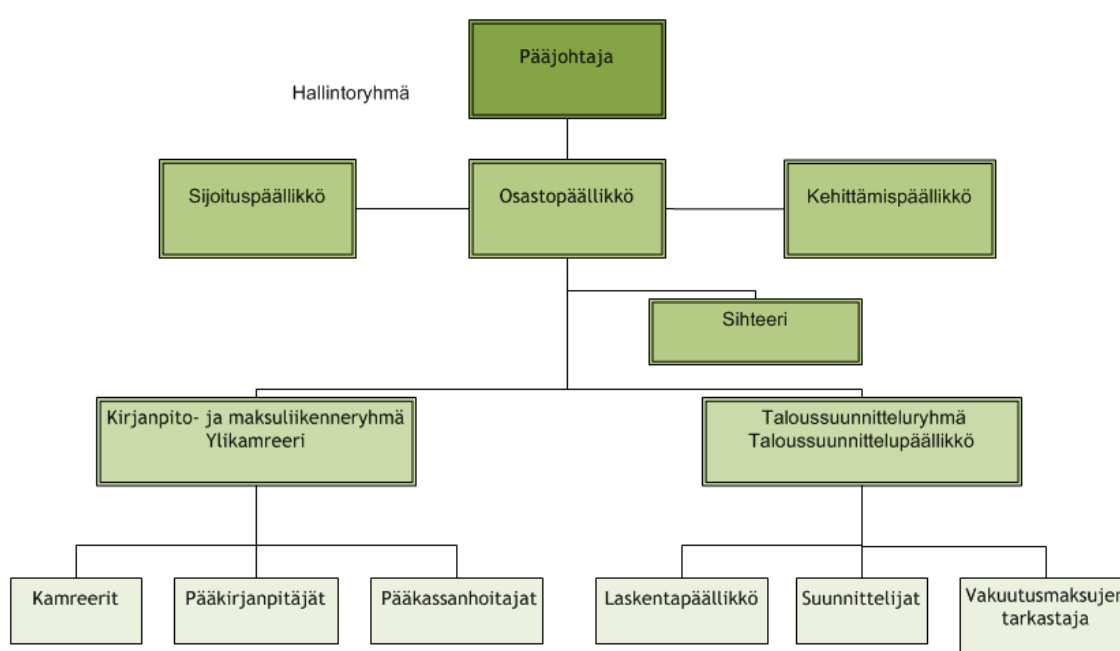 Pääjohtaja
Hallintoryhmä
Sijoituspäällikkö
Osastopäällikkö
Kehittämispäällikkö
Sihteeri
Kirjanpito- ja maksuliikenneryhmä
Ylikamreeri
Taloussuunnitteluryhmä
Taloussuunnittelupäällikkö
Kamreerit
Pääkirjanpitäjät
Pääkassanhoitajat
Laskentapäällikkö
Suunnittelijat
Vakuutusmaksujen
tarkastaja